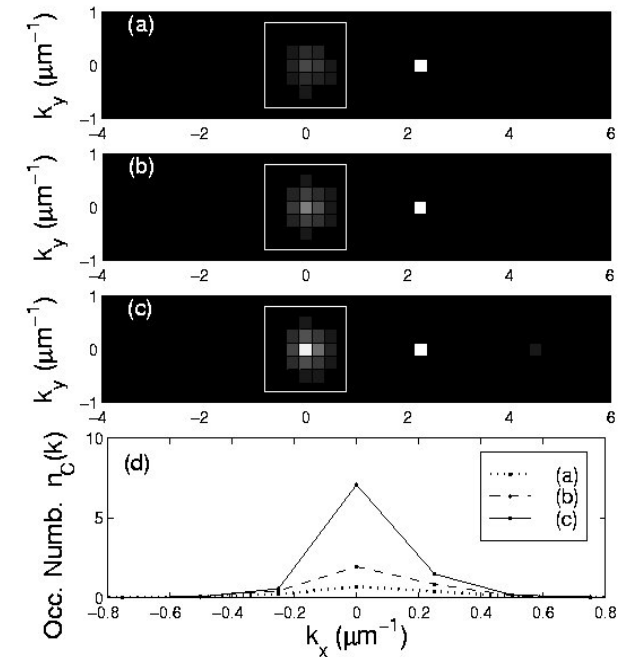 (a)
k_y (μm⁻¹)
1
0
−1
−4 −2 0 2 4 6
(b)
k_y (μm⁻¹)
1
0
−1
−4 −2 0 2 4 6
(c)
k_y (μm⁻¹)
1
0
−1
−4 −2 0 2 4 6
(d)
Occ. Numb. n_C(k)
10
5
0
(a)
(b)
(c)
−0.8 −0.6 −0.4 −0.2 0 0.2 0.4 0.6 0.8
k_x (μm⁻¹)